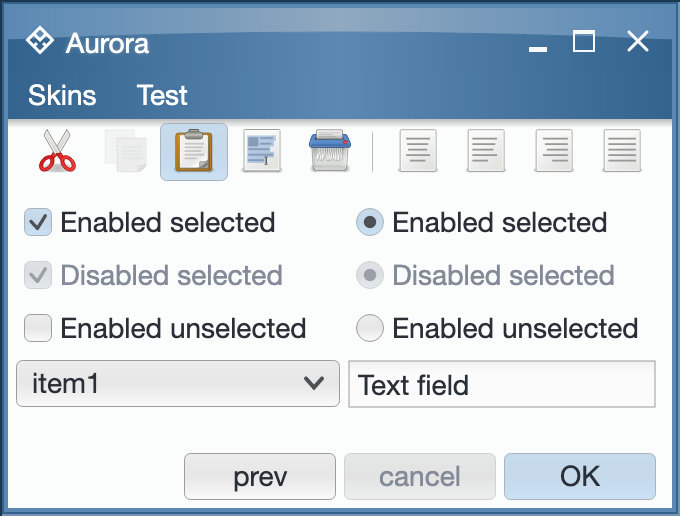 Aurora
Skins Test
Enabled selected Enabled selected
Disabled selected Disabled selected
Enabled unselected Enabled unselected
item1 Text field
prev cancel OK